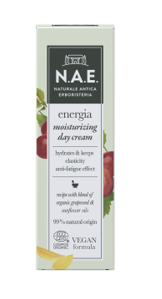 N.A.E.
NATURALE ANTICA
ERBORISTERIA
energia
moisturizing
day cream
hydrates & keeps
elasticity
anti-fatigue effect
recipe with blend of
organic grapeseed &
sunflower oils
99% natural origin
VEGAN
formula